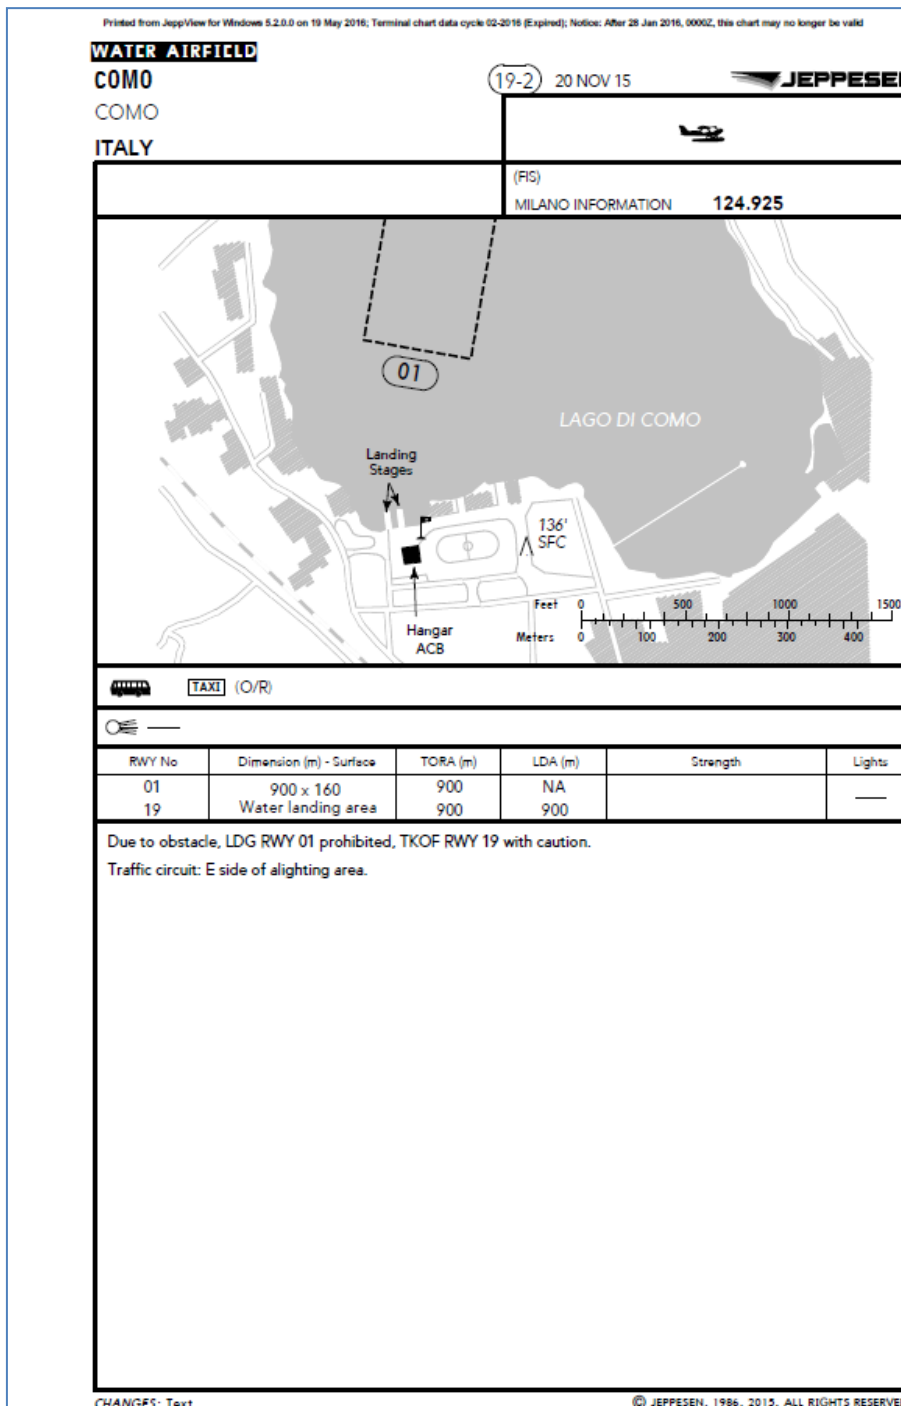 Printed from JeppView for Windows 5.2.0.0 on 19 May 2016; Terminal chart data cycle 02-2016 (Expired); Notice: After 28 Jan 2016, 0000Z, this chart may no longer be valid
WATER AIRFIELD
COMO
19-2 20 NOV 15 JEPPESEN
COMO
ITALY
(FIS)
MILANO INFORMATION 124.925
01
LAGO DI COMO
Landing
Stages
136'
SFC
Feet 0 500 1000 1500
Meters 0 100 200 300 400
Hangar
ACB
TAXI (O/R)
RWY No Dimension (m) - Surface TORA (m) LDA (m) Strength Lights
01 900 x 160 900 NA
19 Water landing area 900 900
Due to obstacle, LDG RWY 01 prohibited, TKOF RWY 19 with caution.
Traffic circuit: E side of alighting area.
CHANGES: Text
© JEPPESEN, 1986, 2015. ALL RIGHTS RESERVE